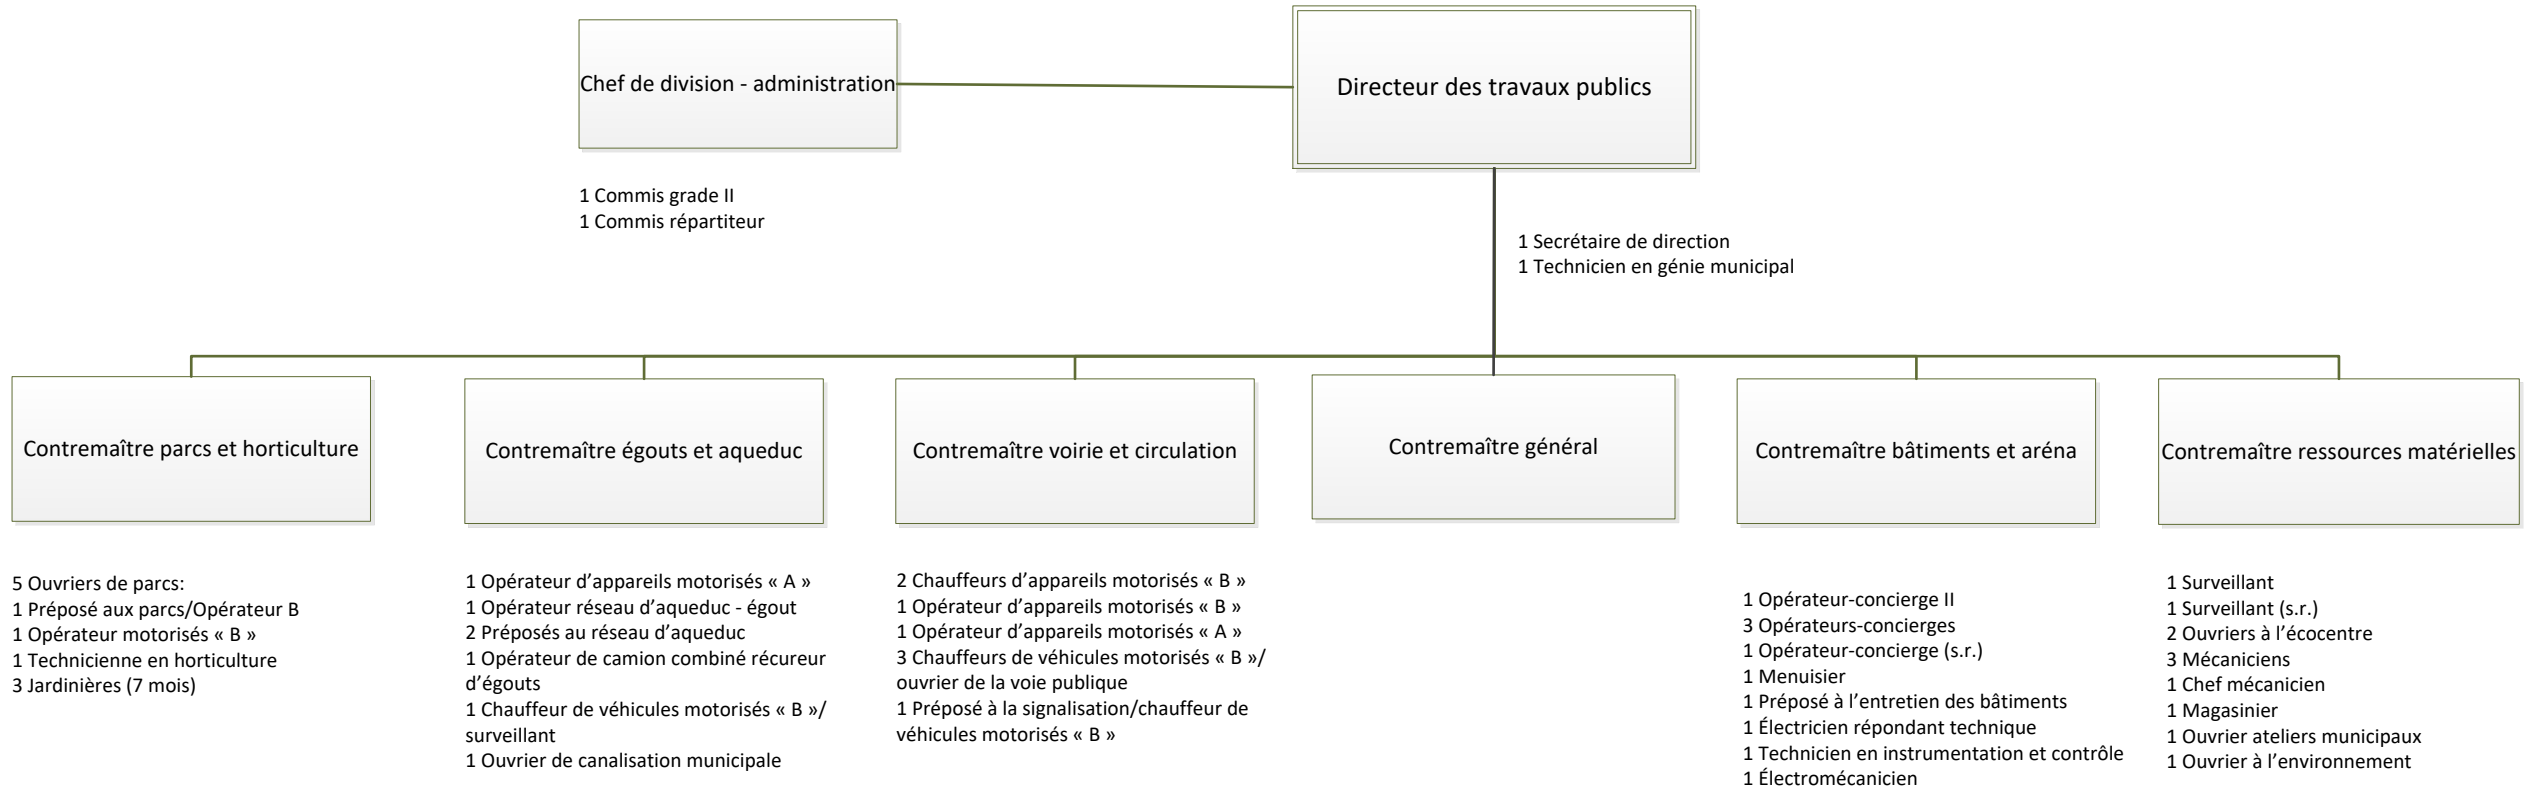 Chef de division - administration
Directeur des travaux publics
1 Commis grade II
1 Commis répartiteur
1 Secrétaire de direction
1 Technicien en génie municipal
Contremaître parcs et horticulture
Contremaître égouts et aqueduc
Contremaître voirie et circulation
Contremaître général
Contremaître bâtiments et aréna
Contremaître ressources matérielles
5 Ouvriers de parcs:
1 Préposé aux parcs/Opérateur B
1 Opérateur motorisés « B »
1 Technicienne en horticulture
3 Jardinières (7 mois)
1 Opérateur d’appareils motorisés « A »
1 Opérateur réseau d’aqueduc - égout
2 Préposés au réseau d’aqueduc
1 Opérateur de camion combiné récureur
d’égouts
1 Chauffeur de véhicules motorisés « B »/
surveillant
1 Ouvrier de canalisation municipale
2 Chauffeurs d’appareils motorisés « B »
1 Opérateur d’appareils motorisés « B »
1 Opérateur d’appareils motorisés « A »
3 Chauffeurs de véhicules motorisés « B »/
ouvrier de la voie publique
1 Préposé à la signalisation/chauffeur de
véhicules motorisés « B »
1 Opérateur-concierge II
3 Opérateurs-concierges
1 Opérateur-concierge (s.r.)
1 Menuisier
1 Préposé à l’entretien des bâtiments
1 Électricien répondant technique
1 Technicien en instrumentation et contrôle
1 Électromécanicien
1 Surveillant
1 Surveillant (s.r.)
2 Ouvriers à l’écocentre
3 Mécaniciens
1 Chef mécanicien
1 Magasinier
1 Ouvrier ateliers municipaux
1 Ouvrier à l’environnement